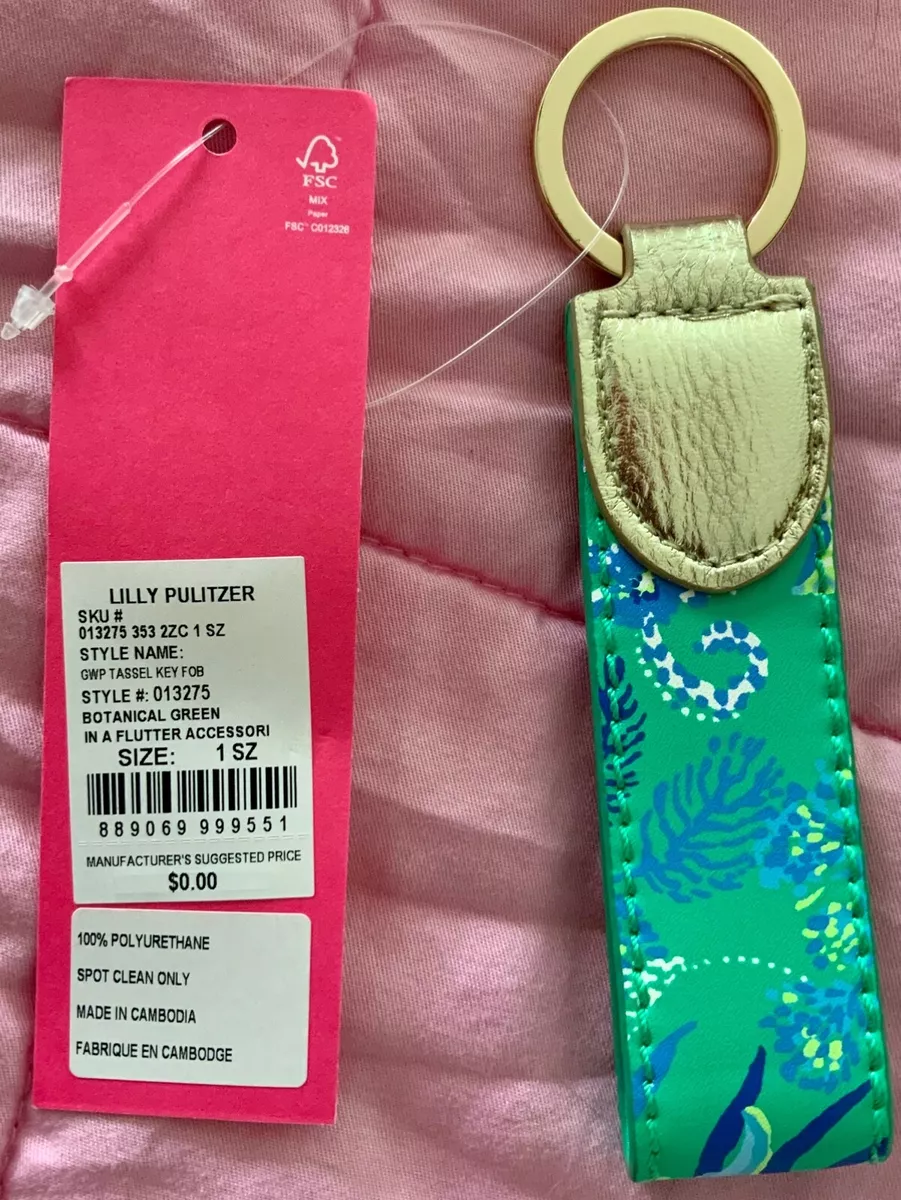 FSC™
MIX
Paper
FSC™ C012326
LILLY PULITZER
SKU #
013275 353 2ZC 1 SZ
STYLE NAME:
GWP TASSEL KEY FOB
STYLE #: 013275
BOTANICAL GREEN
IN A FLUTTER ACCESSORI
SIZE: 1 SZ
889069 999551
MANUFACTURER'S SUGGESTED PRICE
$0.00
100% POLYURETHANE
SPOT CLEAN ONLY
MADE IN CAMBODIA
FABRIQUE EN CAMBODGE